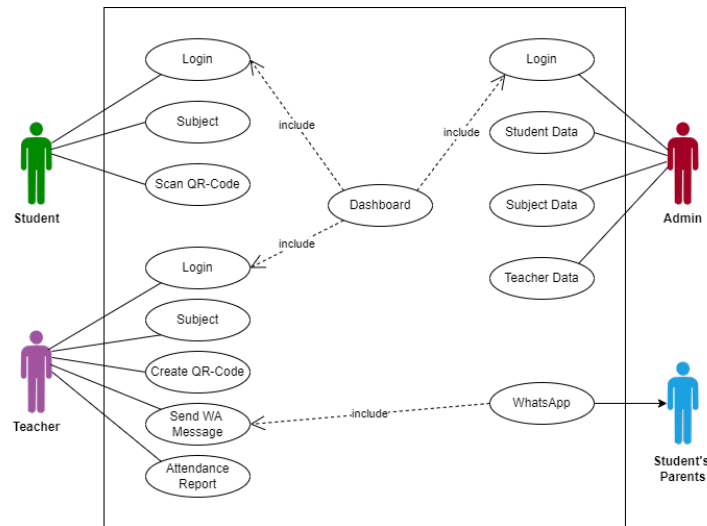 Login
Subject
Scan QR-Code
Student
include
include
Dashboard
include
Login
Student Data
Subject Data
Teacher Data
Admin
Login
Subject
Create QR-Code
Send WA
Message
Attendance
Report
Teacher
include
WhatsApp
Student's
Parents